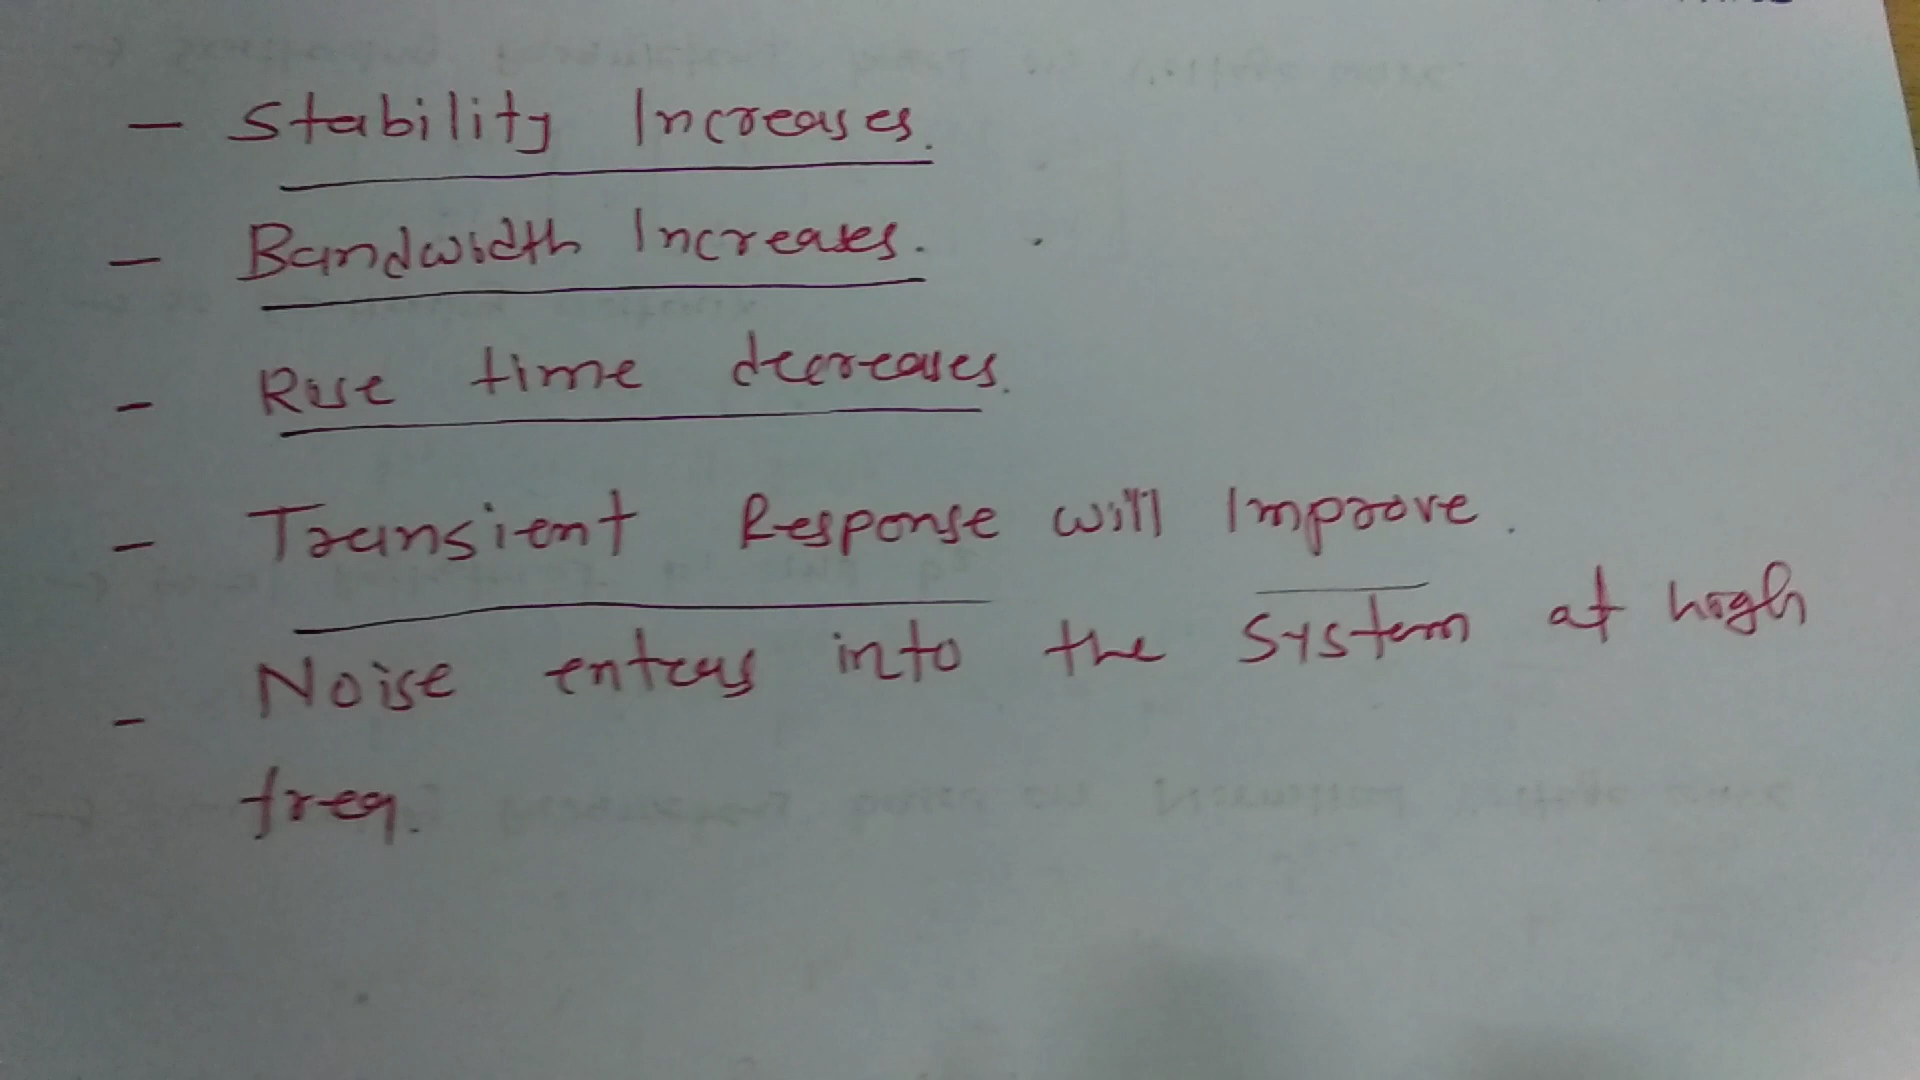 - Stability Increases.
- Bandwidth Increases.
- Rise time decreases.
- Transient Response will Improve.
- Noise enters into the System at high
freq.